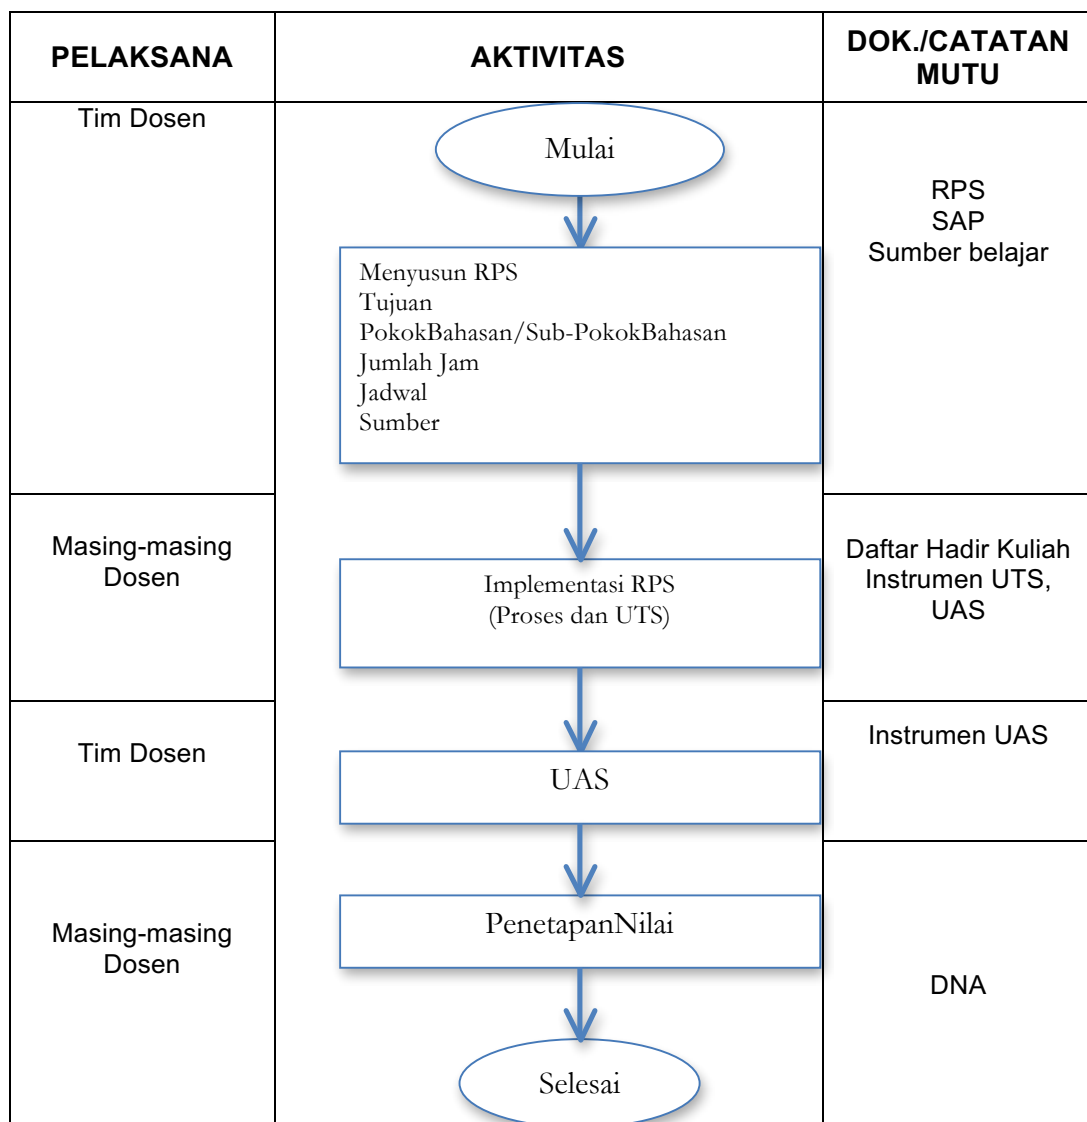 PELAKSANA
AKTIVITAS
DOK./CATATAN
MUTU
Tim Dosen
Mulai
RPS
SAP
Sumber belajar
Menyusun RPS
Tujuan
PokokBahasan/Sub-PokokBahasan
Jumlah Jam
Jadwal
Sumber
Masing-masing
Dosen
Implementasi RPS
(Proses dan UTS)
Daftar Hadir Kuliah
Instrumen UTS,
UAS
Tim Dosen
UAS
Instrumen UAS
Masing-masing
Dosen
PenetapanNilai
DNA
Selesai